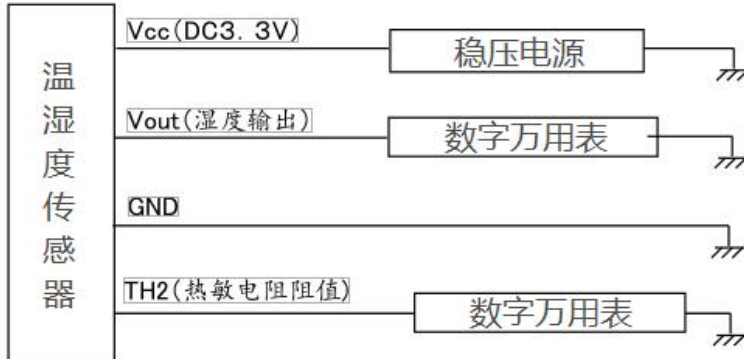 温湿度传感器
Vcc(DC3. 3V)
稳压电源
Vout(湿度输出)
数字万用表
GND
TH2(热敏电阻阻值)
数字万用表